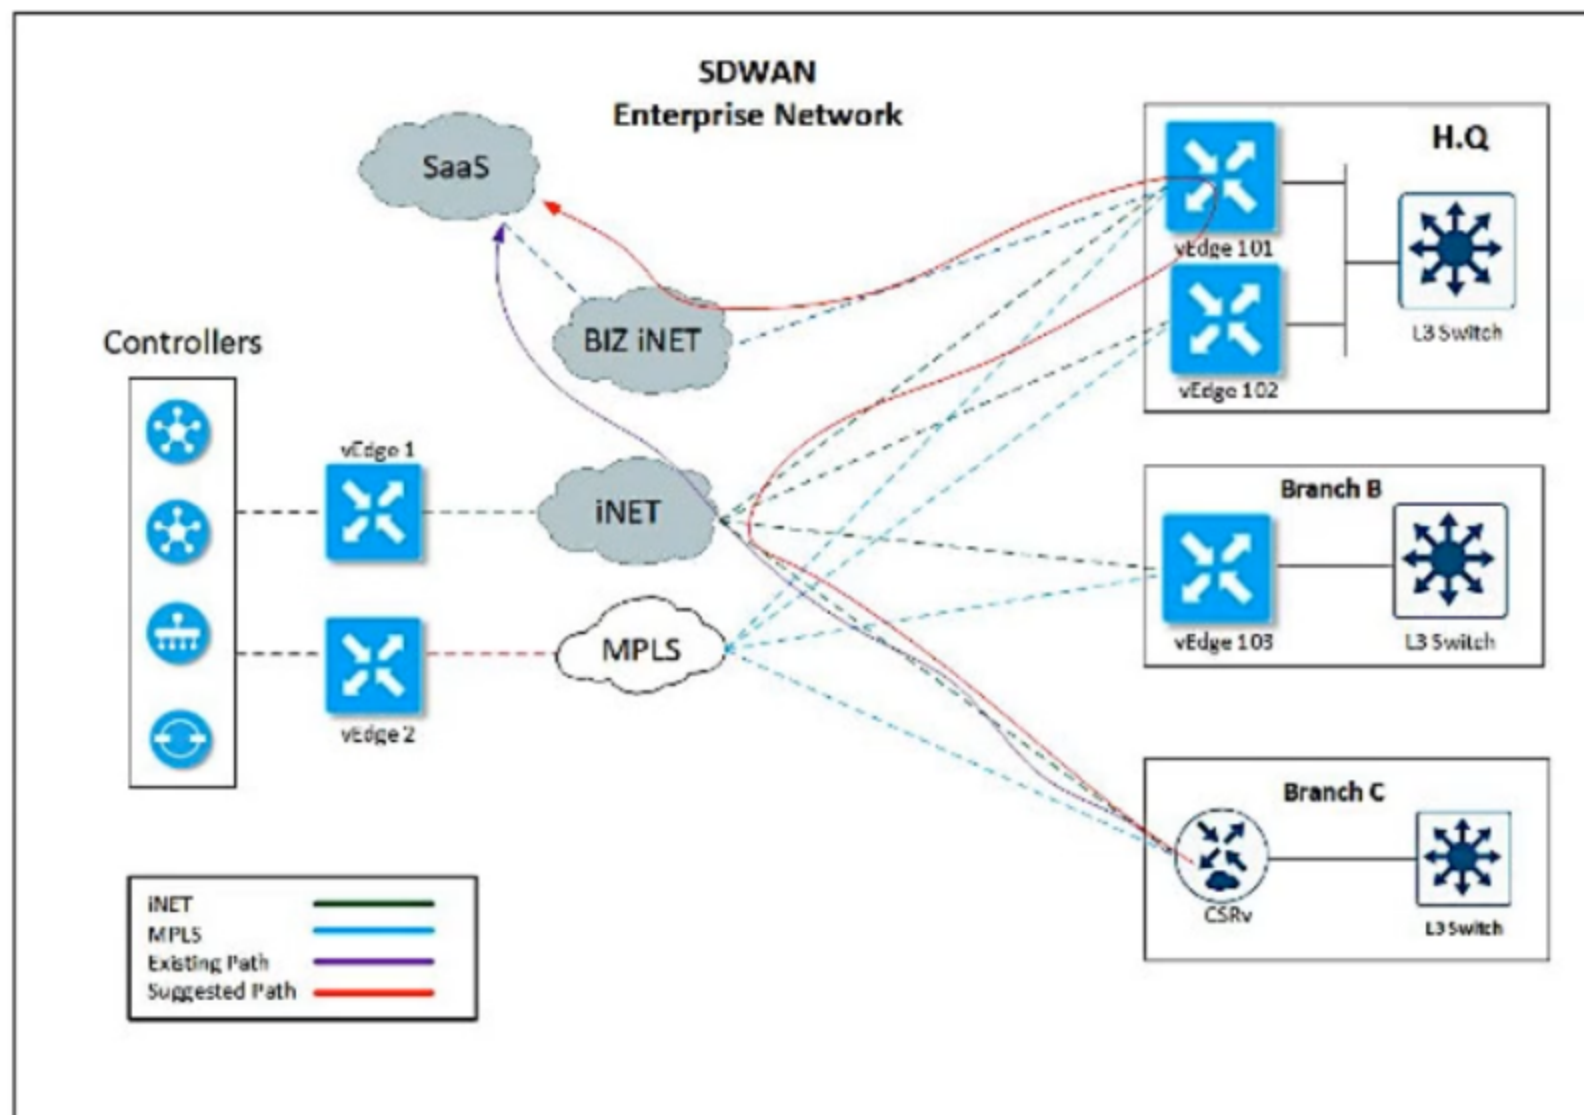 SDWAN
Enterprise Network
SaaS
H.Q
vEdge 101
BIZ iNET
L3 Switch
Controllers
vEdge 102
vEdge 1
iNET
Branch B
MPLS
vEdge 103
L3 Switch
vEdge 2
Branch C
iNET
MPLS
Existing Path
Suggested Path
CSRv
L3 Switch